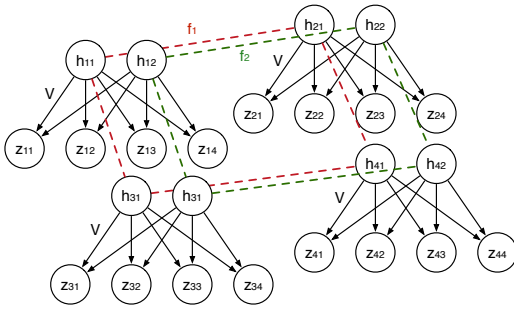 f₁
h₂₁ h₂₂
h₁₁ h₁₂
f₂
V
V
z₂₁ z₂₂ z₂₃ z₂₄
z₁₁ z₁₂ z₁₃ z₁₄
h₄₁ h₄₂
h₃₁ h₃₁
V
V
z₄₁ z₄₂ z₄₃ z₄₄
z₃₁ z₃₂ z₃₃ z₃₄